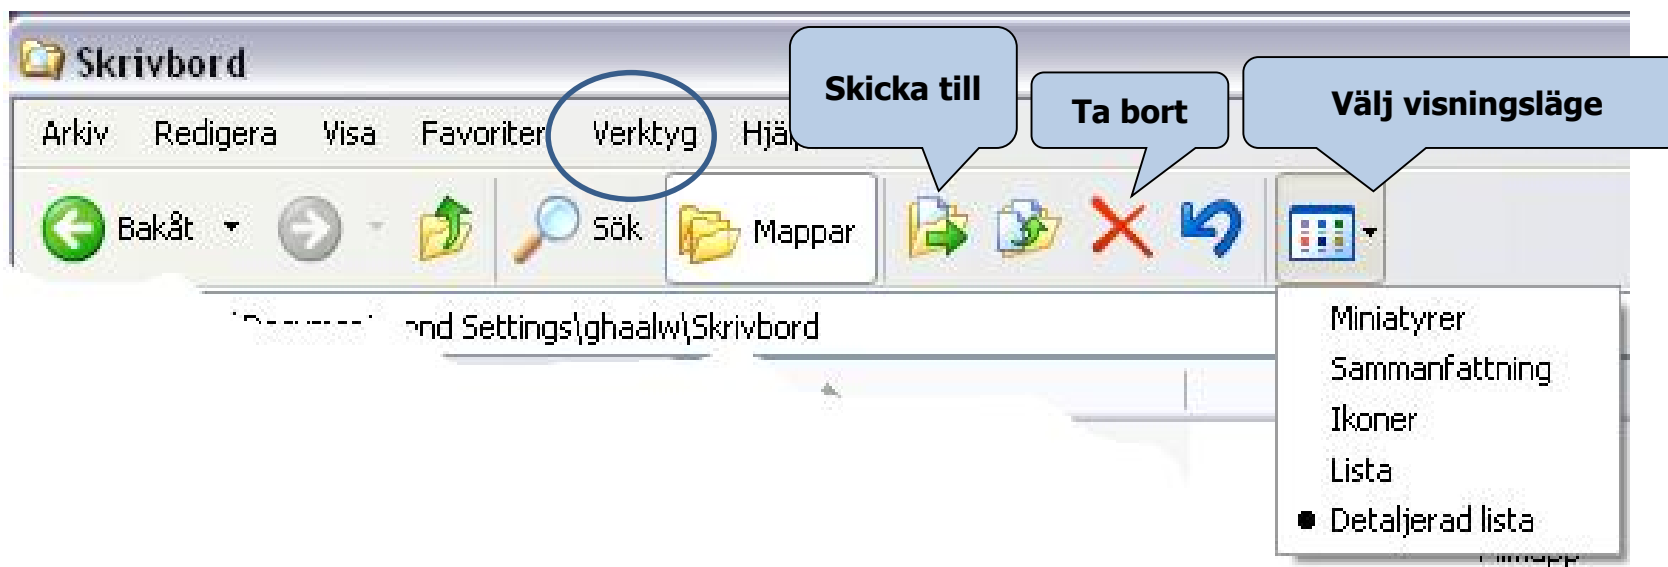 Skrivbord
Skicka till
Ta bort
Välj visningsläge
Arkiv Redigera Visa Favoriter Verktyg
Bakåt Sök Mappar
Settings\ghaalw\Skrivbord
Miniatyrer
Sammanfattning
Ikoner
Lista
Detaljerad lista